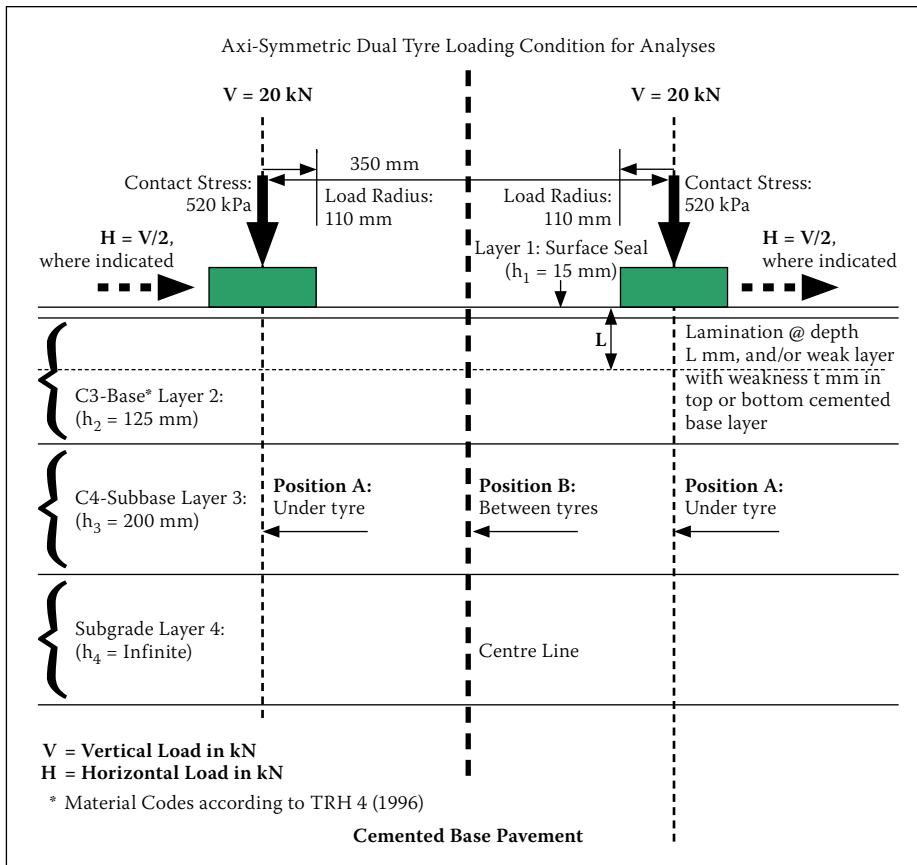 Axi-Symmetric Dual Tyre Loading Condition for Analyses
V = 20 kN
V = 20 kN
350 mm
Contact Stress:
520 kPa
Load Radius:
110 mm
Load Radius:
110 mm
Contact Stress:
520 kPa
H = V/2,
where indicated
Layer 1: Surface Seal
(h1 = 15 mm)
H = V/2,
where indicated
L
Lamination @ depth
L mm, and/or weak layer
with weakness t mm in
top or bottom cemented
base layer
C3-Base* Layer 2:
(h2 = 125 mm)
C4-Subbase Layer 3:
(h3 = 200 mm)
Position A:
Under tyre
Position B:
Between tyres
Position A:
Under tyre
Subgrade Layer 4:
(h4 = Infinite)
Centre Line
V = Vertical Load in kN
H = Horizontal Load in kN
* Material Codes according to TRH 4 (1996)
Cemented Base Pavement